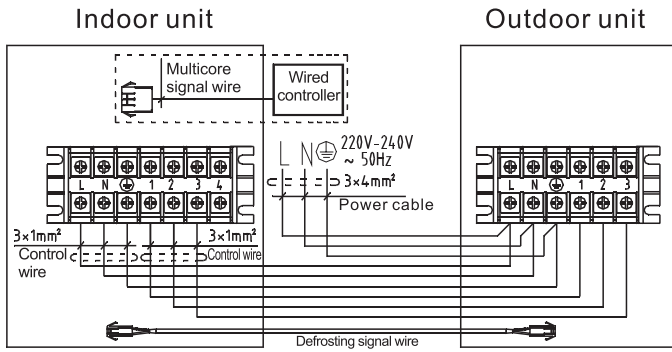 Indoor unit
Outdoor unit
Multicore
signal wire
Wired
controller
L N ⏚ 220V-240V
~ 50Hz
3×4mm²
Power cable
L N ⏚ 1 2 3 4
L N ⏚ 1 2 3
3×1mm²
Control
wire
3×1mm²
Control wire
Defrosting signal wire